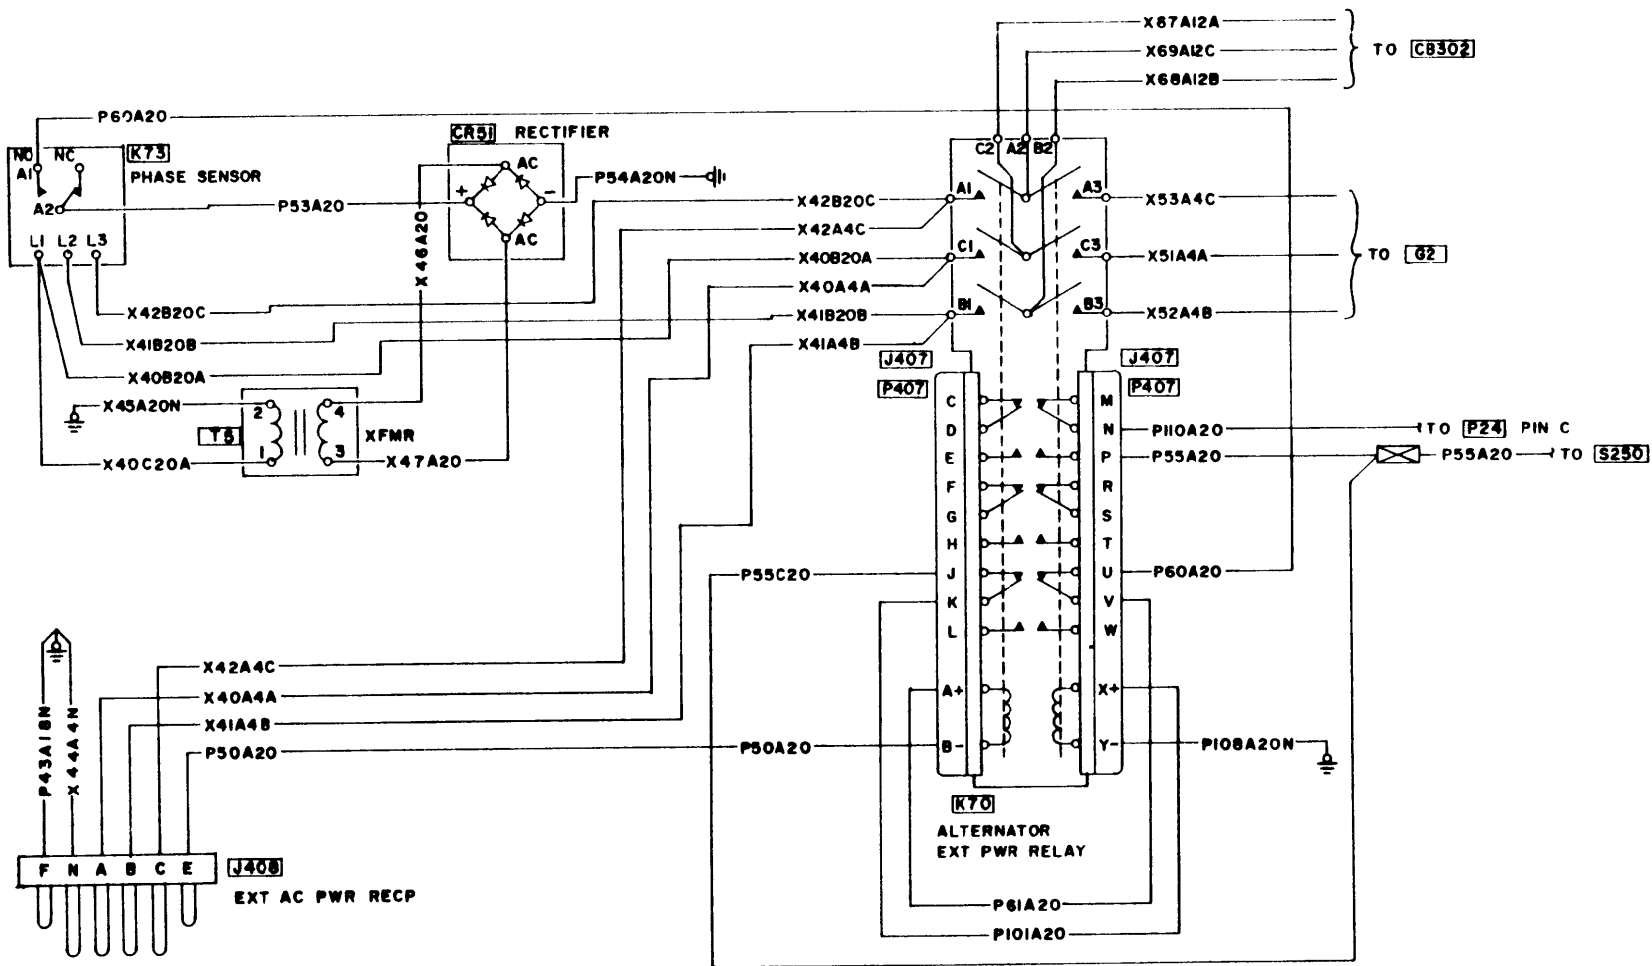 X87A12A
X69A12C
TO CB302
X68A12B
P60A20
CR51 RECTIFIER
NO NC K73
A1
PHASE SENSOR
A2
L1 L2 L3
P53A20
AC
+ -
AC
P54A20N
X46A20
C2 A2 B2
X42B20C A1 A3 X53A4C
X42A4C
X40B20A C1 C3 X51A4A TO G2
X40A4A
X41B20B B1 B3 X52A4B
X41A4B
X42B20C
X41B20B
X40B20A
J407 J407
P407 P407
X45A20N 2 4
T5 XFMR
X40C20A 1 3 X47A20
C M
D N P110A20 TO P24 PIN C
E P P55A20 P55A20 TO S250
F R
G S
H T
P55C20 J U P60A20
K V
L W
X42A4C
X40A4A A+ X+
X41A4B
P50A20 P50A20 B- Y- P108A20N
P43A18N
X44A4N
K70
ALTERNATOR
EXT PWR RELAY
F N A B C E J408
EXT AC PWR RECP
P61A20
P101A20